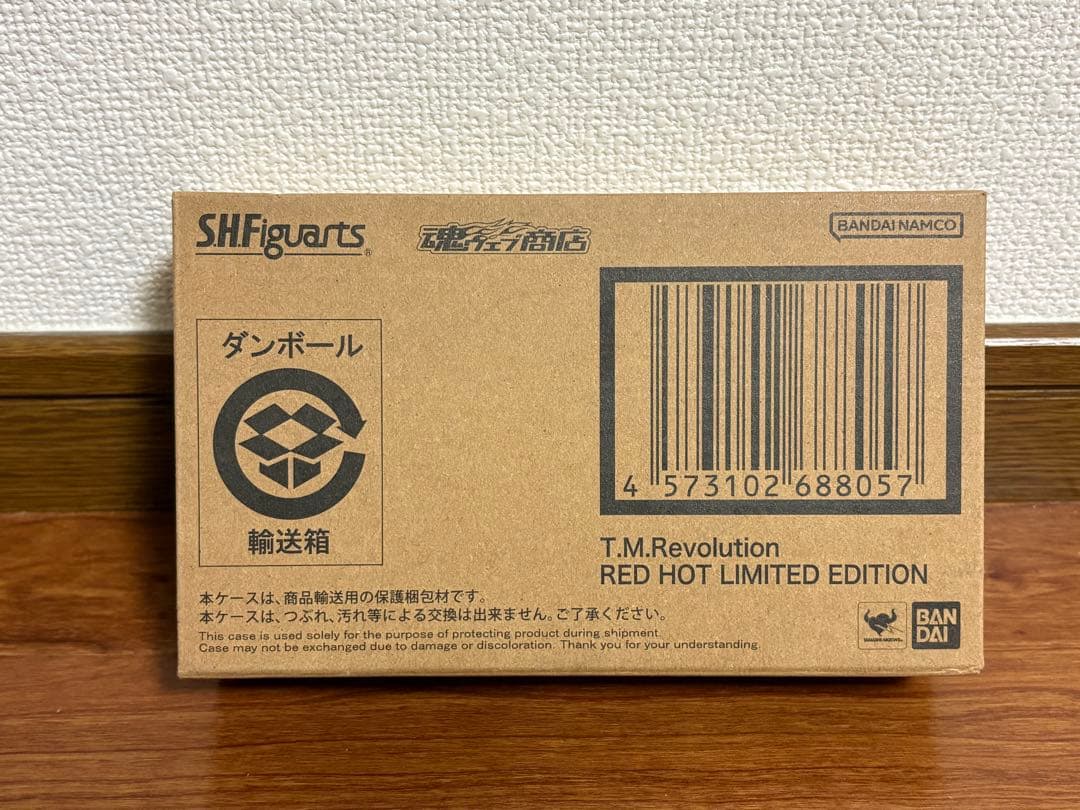 S.H.Figuarts®
魂ウェブ商店
BANDAI NAMCO
ダンボール
輸送箱
4 573102 688057
T.M.Revolution
RED HOT LIMITED EDITION
本ケースは、商品輸送用の保護梱包材です。
本ケースは、つぶれ、汚れ等による交換は出来ません。ご了承ください。
This case is used solely for the purpose of protecting product during shipment.
Case may not be exchanged due to damage or discoloration. Thank you for your understanding.
TAMASHII NATIONS
BAN
DAI